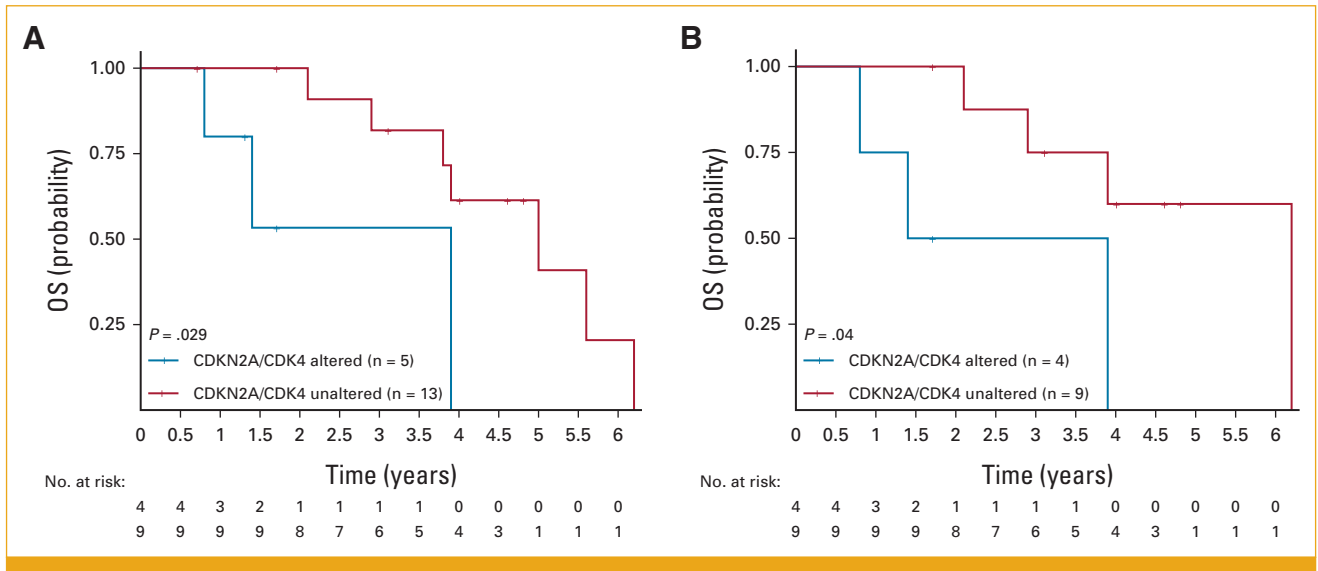 A
OS (probability)
1.00
0.75
0.50
0.25
P = .029
CDKN2A/CDK4 altered (n = 5)
CDKN2A/CDK4 unaltered (n = 13)
0 0.5 1 1.5 2 2.5 3 3.5 4 4.5 5 5.5 6
Time (years)
No. at risk:
4 4 3 2 1 1 1 1 0 0 0 0 0
9 9 9 9 8 7 6 5 4 3 1 1 1
B
OS (probability)
1.00
0.75
0.50
0.25
P = .04
CDKN2A/CDK4 altered (n = 4)
CDKN2A/CDK4 unaltered (n = 9)
0 0.5 1 1.5 2 2.5 3 3.5 4 4.5 5 5.5 6
Time (years)
No. at risk:
4 4 3 2 1 1 1 1 0 0 0 0 0
9 9 9 9 8 7 6 5 4 3 1 1 1